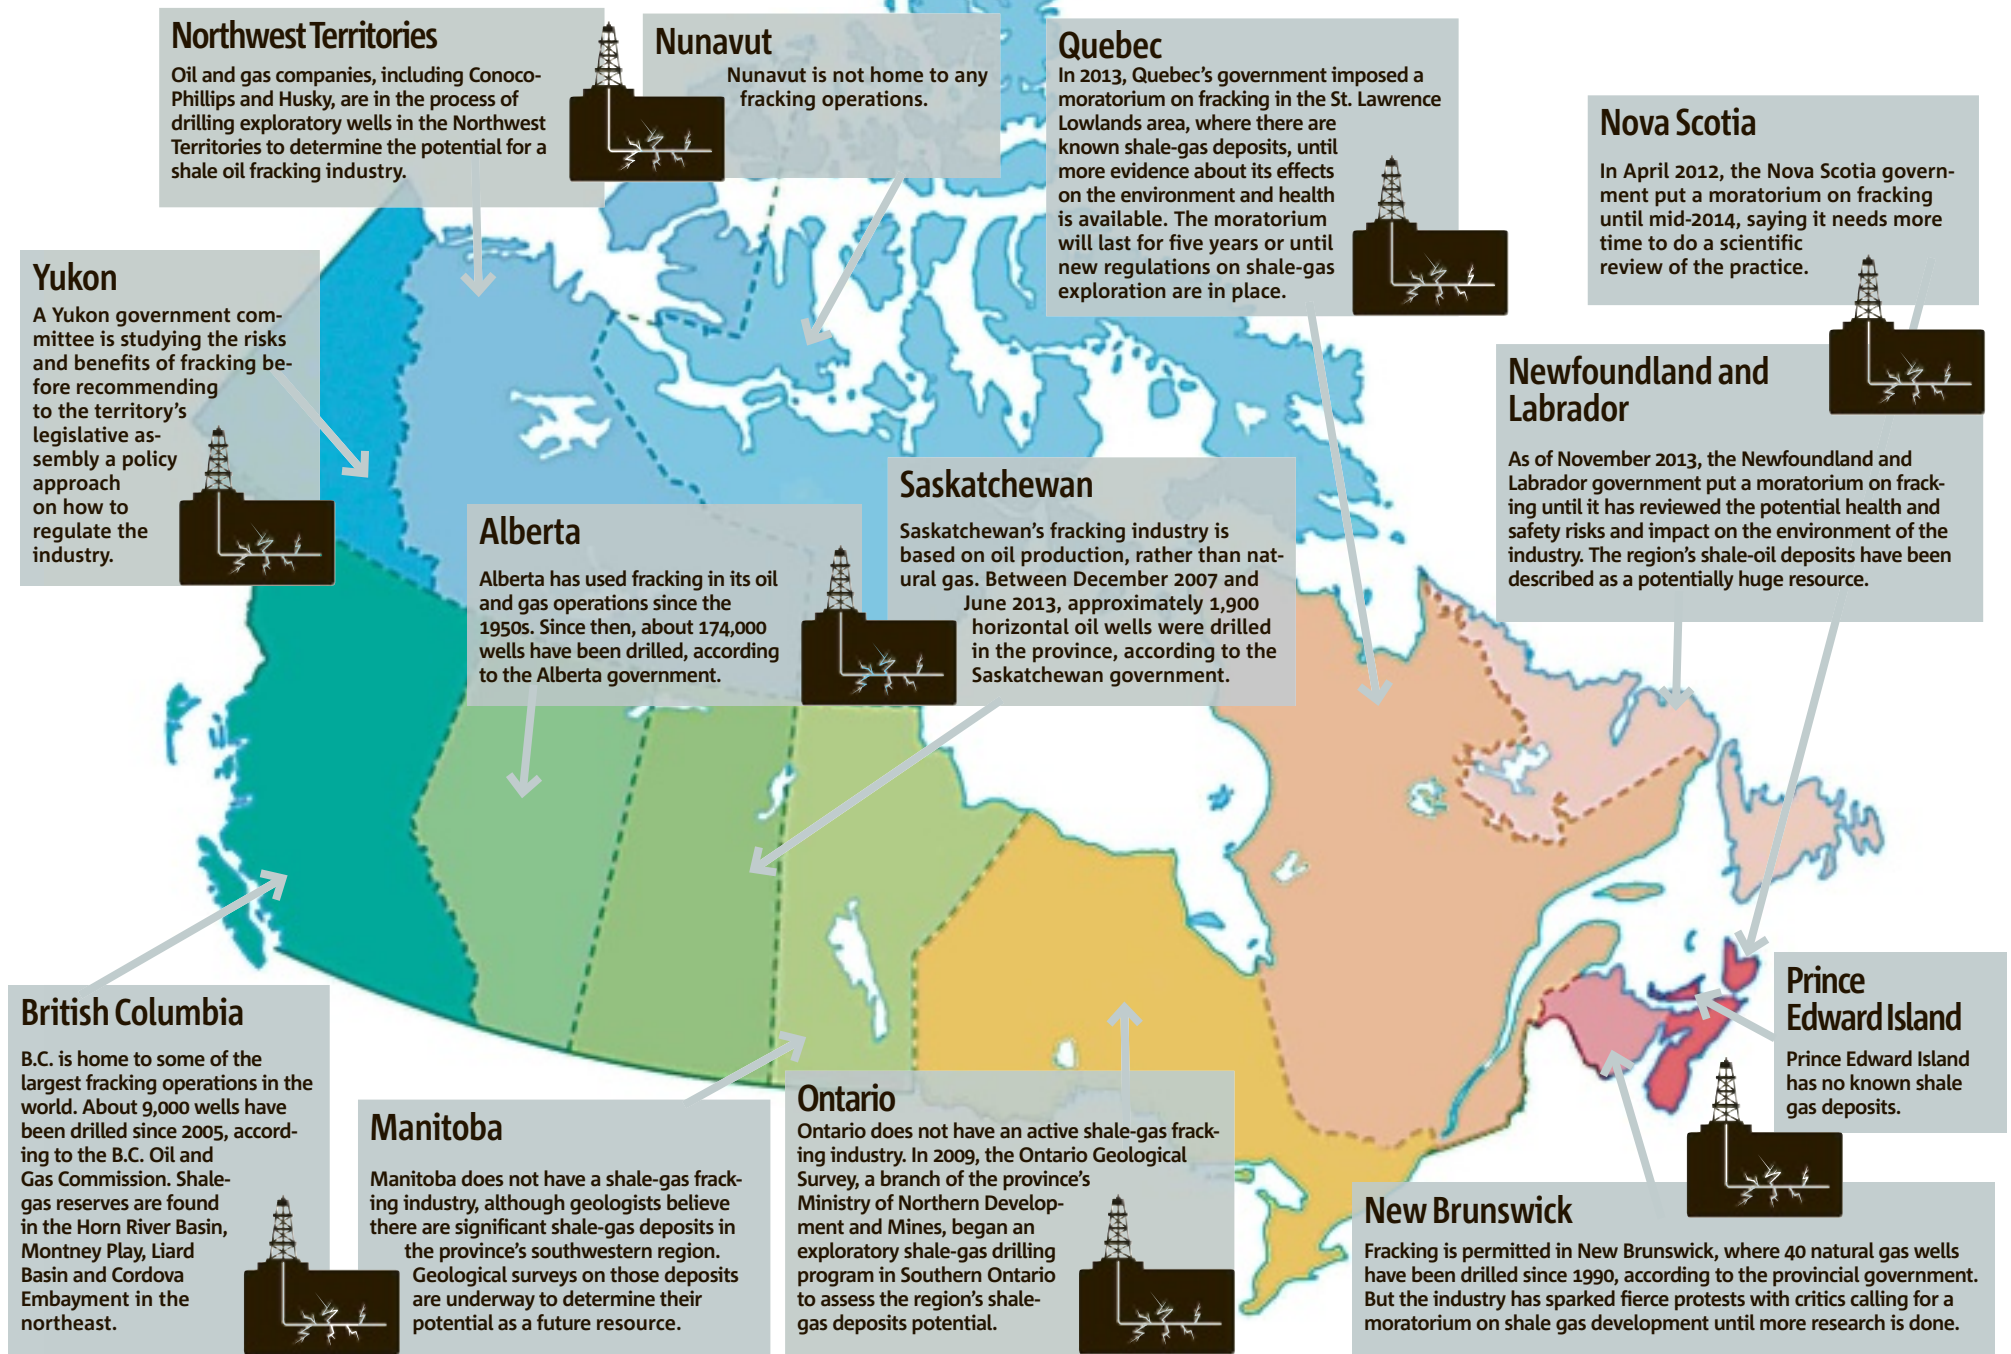 Northwest Territories
Oil and gas companies, including Conoco-
Phillips and Husky, are in the process of
drilling exploratory wells in the Northwest
Territories to determine the potential for a
shale oil fracking industry.
Nunavut
Nunavut is not home to any
fracking operations.
Quebec
In 2013, Quebec's government imposed a
moratorium on fracking in the St. Lawrence
Lowlands area, where there are
known shale-gas deposits, until
more evidence about its effects
on the environment and health
is available. The moratorium
will last for five years or until
new regulations on shale-gas
exploration are in place.
Nova Scotia
In April 2012, the Nova Scotia govern-
ment put a moratorium on fracking
until mid-2014, saying it needs more
time to do a scientific
review of the practice.
Yukon
A Yukon government com-
mittee is studying the risks
and benefits of fracking be-
fore recommending
to the territory's
legislative as-
sembly a policy
approach
on how to
regulate the
industry.
Newfoundland and
Labrador
As of November 2013, the Newfoundland and
Labrador government put a moratorium on frack-
ing until it has reviewed the potential health and
safety risks and impact on the environment of the
industry. The region's shale-oil deposits have been
described as a potentially huge resource.
Alberta
Alberta has used fracking in its oil
and gas operations since the
1950s. Since then, about 174,000
wells have been drilled, according
to the Alberta government.
Saskatchewan
Saskatchewan's fracking industry is
based on oil production, rather than nat-
ural gas. Between December 2007 and
June 2013, approximately 1,900
horizontal oil wells were drilled
in the province, according to the
Saskatchewan government.
British Columbia
B.C. is home to some of the
largest fracking operations in the
world. About 9,000 wells have
been drilled since 2005, accord-
ing to the B.C. Oil and
Gas Commission. Shale-
gas reserves are found
in the Horn River Basin,
Montney Play, Liard
Basin and Cordova
Embayment in the
northeast.
Manitoba
Manitoba does not have a shale-gas frack-
ing industry, although geologists believe
there are significant shale-gas deposits in
the province's southwestern region.
Geological surveys on those deposits
are underway to determine their
potential as a future resource.
Ontario
Ontario does not have an active shale-gas frack-
ing industry. In 2009, the Ontario Geological
Survey, a branch of the province's
Ministry of Northern Develop-
ment and Mines, began an
exploratory shale-gas drilling
program in Southern Ontario
to assess the region's shale-
gas deposits potential.
Prince
Edward Island
Prince Edward Island
has no known shale
gas deposits.
New Brunswick
Fracking is permitted in New Brunswick, where 40 natural gas wells
have been drilled since 1990, according to the provincial government.
But the industry has sparked fierce protests with critics calling for a
moratorium on shale gas development until more research is done.